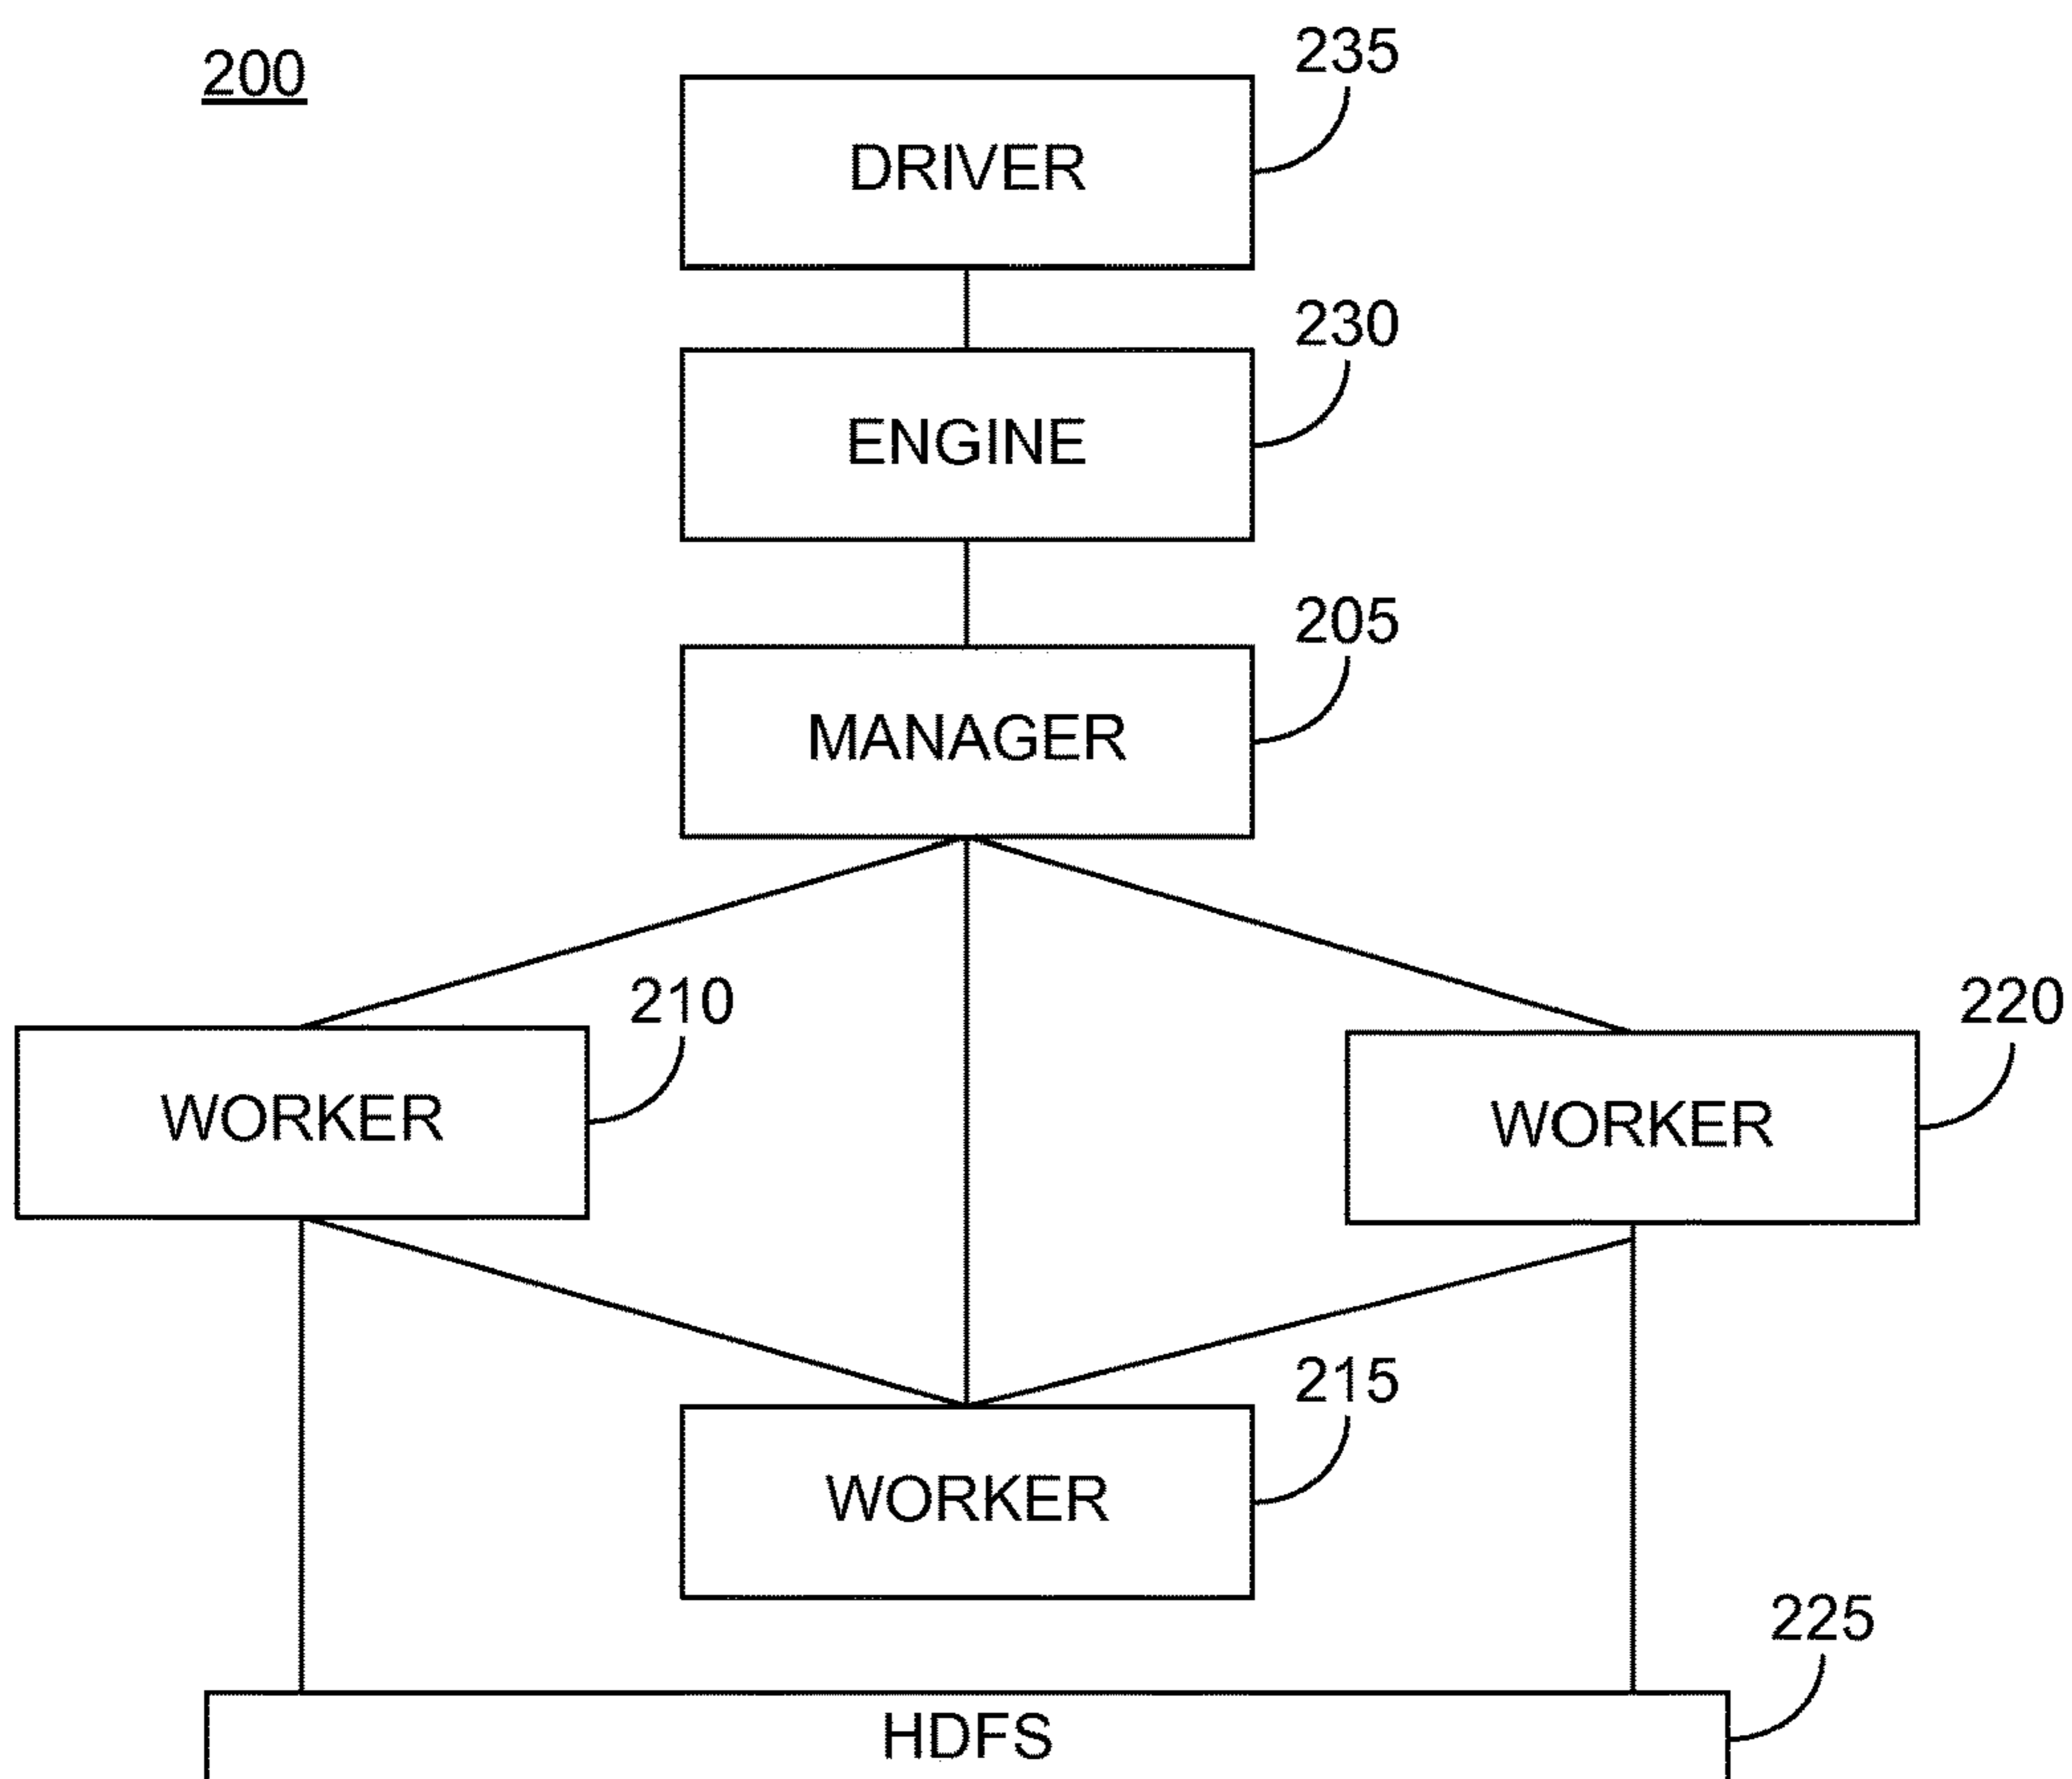 200
235
DRIVER
230
ENGINE
205
MANAGER
210
220
WORKER
WORKER
215
WORKER
225
HDFS